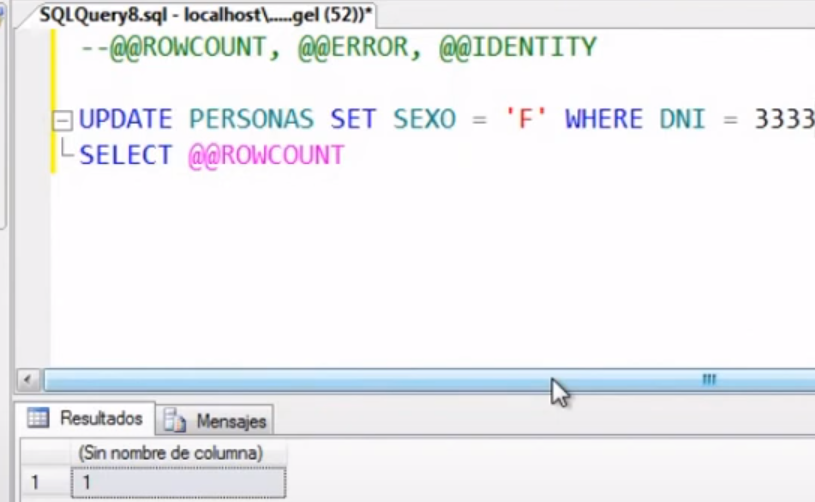 SQLQuery8.sql - localhost\.....gel (52))*
--@@ROWCOUNT, @@ERROR, @@IDENTITY
UPDATE PERSONAS SET SEXO = 'F' WHERE DNI = 3333
SELECT @@ROWCOUNT
Resultados Mensajes
(Sin nombre de columna)
1 1